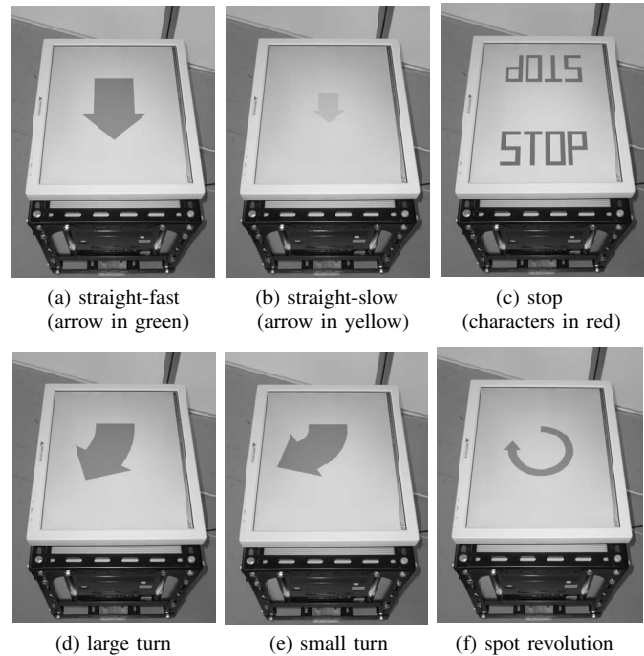 STOP
STOP
(a) straight-fast
(arrow in green)
(b) straight-slow
(arrow in yellow)
(c) stop
(characters in red)
(d) large turn
(e) small turn
(f) spot revolution